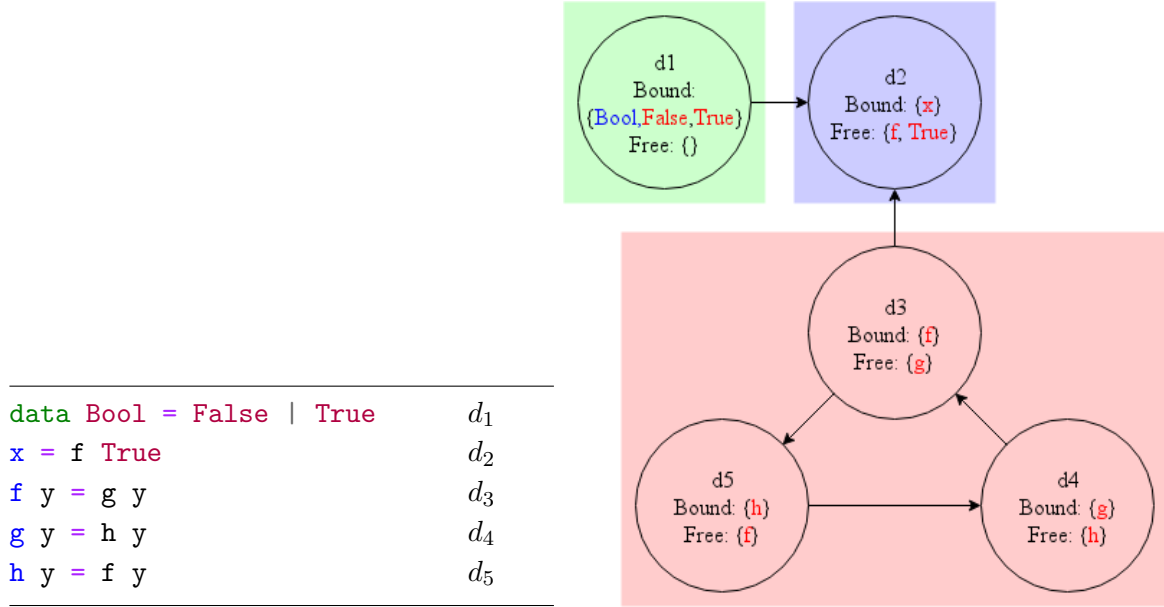 data Bool = False | True d1
x = f True d2
f y = g y d3
g y = h y d4
h y = f y d5
d1
Bound:
{Bool,False,True}
Free: {}
d2
Bound: {x}
Free: {f, True}
d3
Bound: {f}
Free: {g}
d5
Bound: {h}
Free: {f}
d4
Bound: {g}
Free: {h}